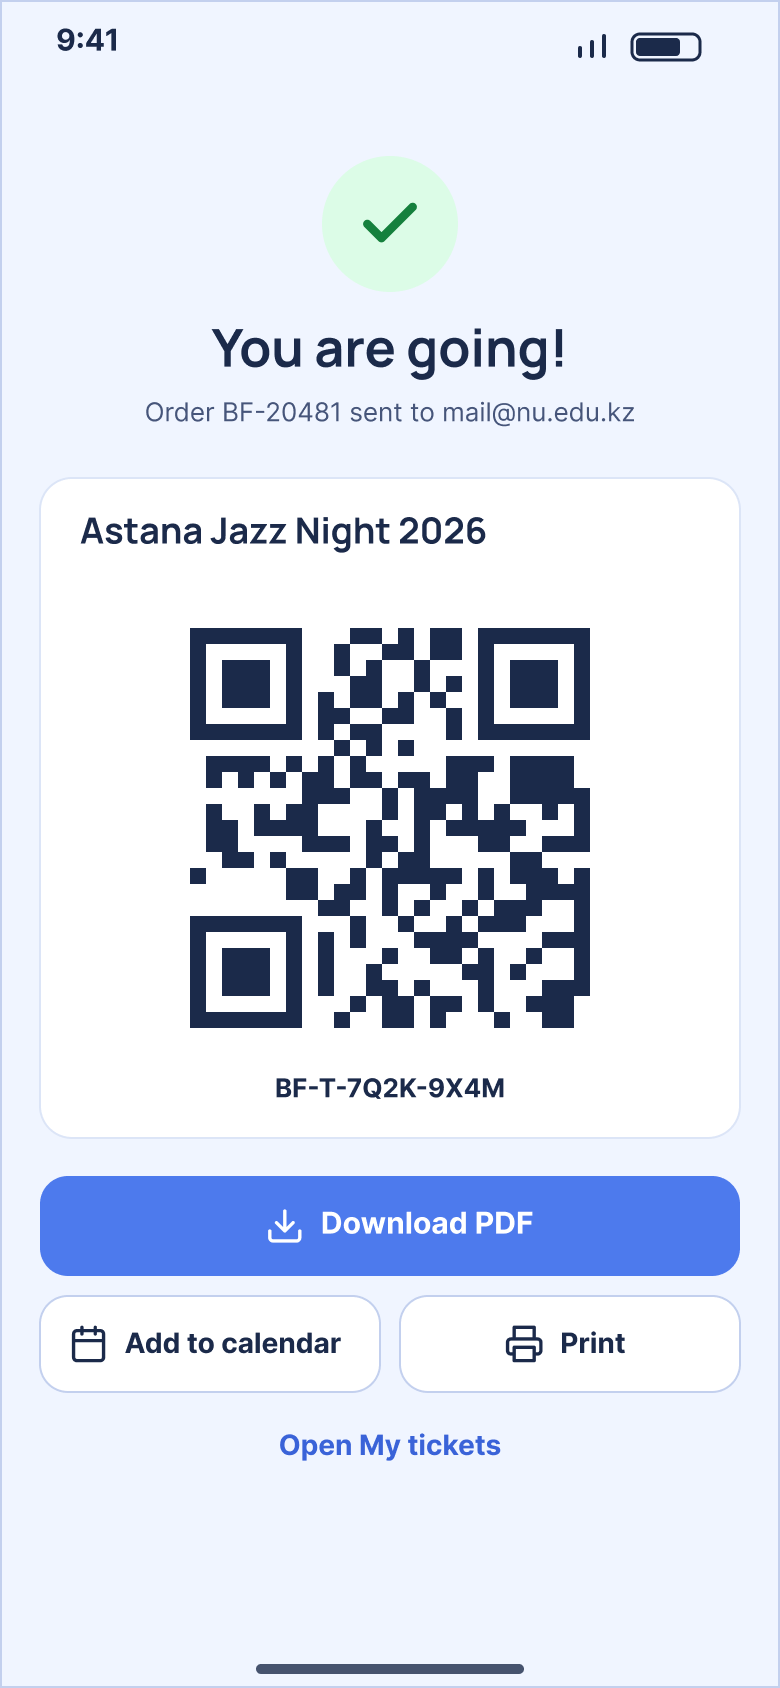 9:41
You are going!
Order BF-20481 sent to mail@nu.edu.kz
Astana Jazz Night 2026
BF-T-7Q2K-9X4M
Download PDF
Add to calendar
Print
Open My tickets